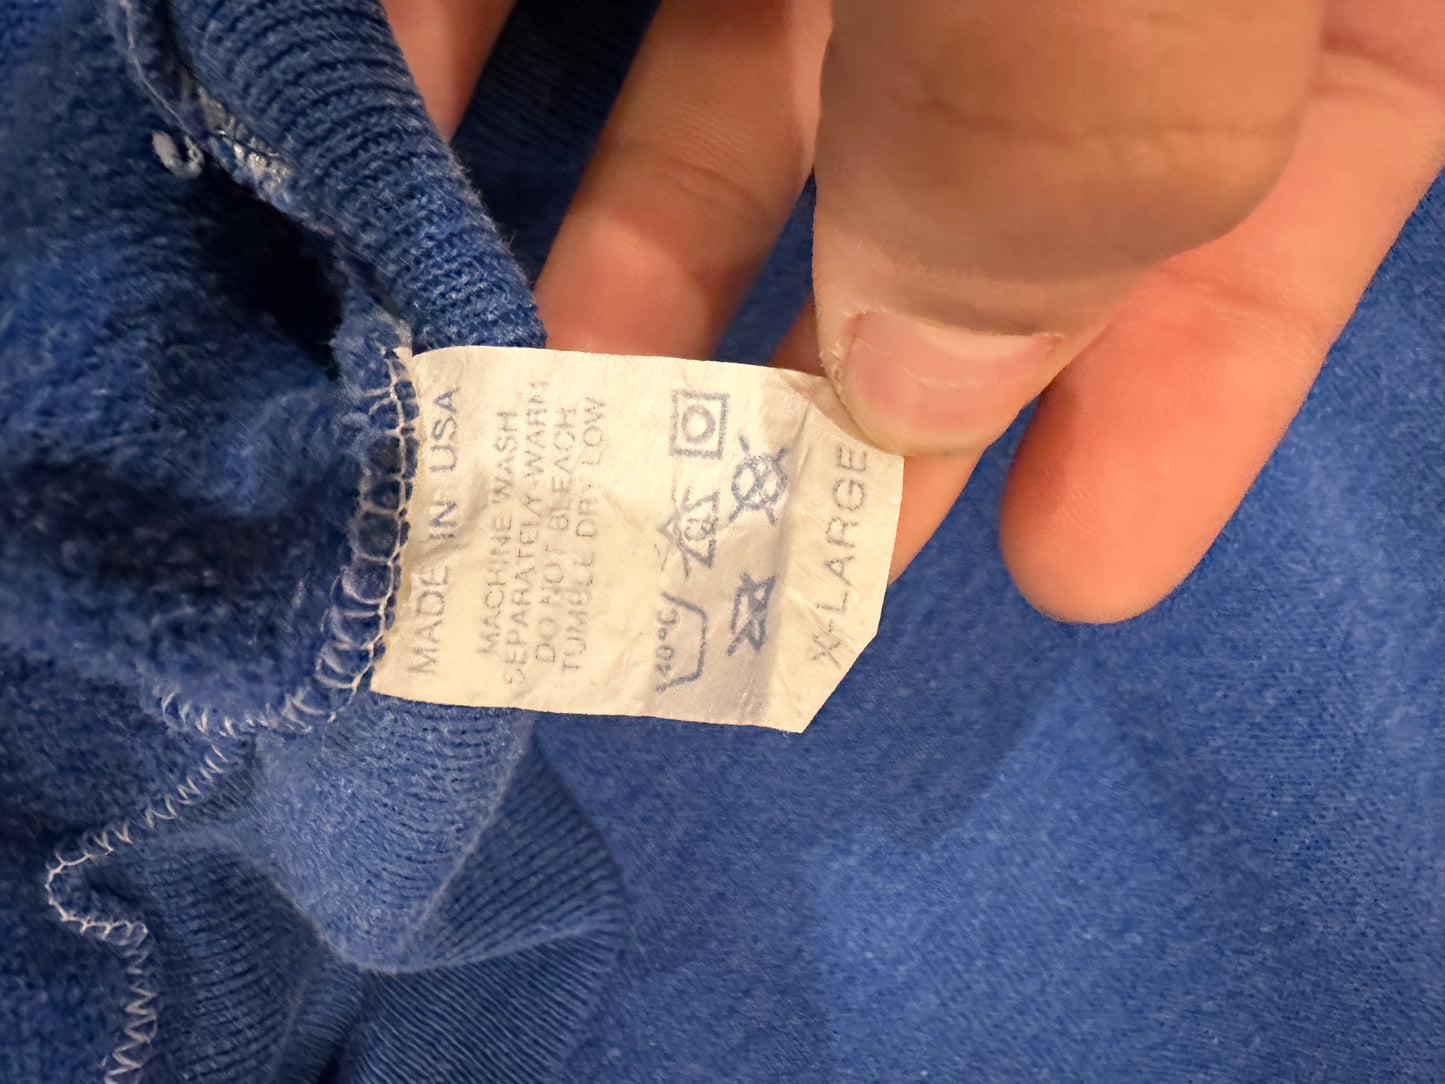 MADE IN USA
MACHINE WASH
SEPARATELY-WARM
DO NOT BLEACH
TUMBLE DRY LOW
40°C
X-LARGE